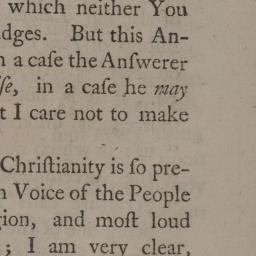 which neither You
dges. But this An-
a caſe the Anſwerer
ſe, in a caſe he may
t I care not to make
Chriſtianity is ſo pre-
n Voice of the People
gion, and moſt loud
; I am very clear,